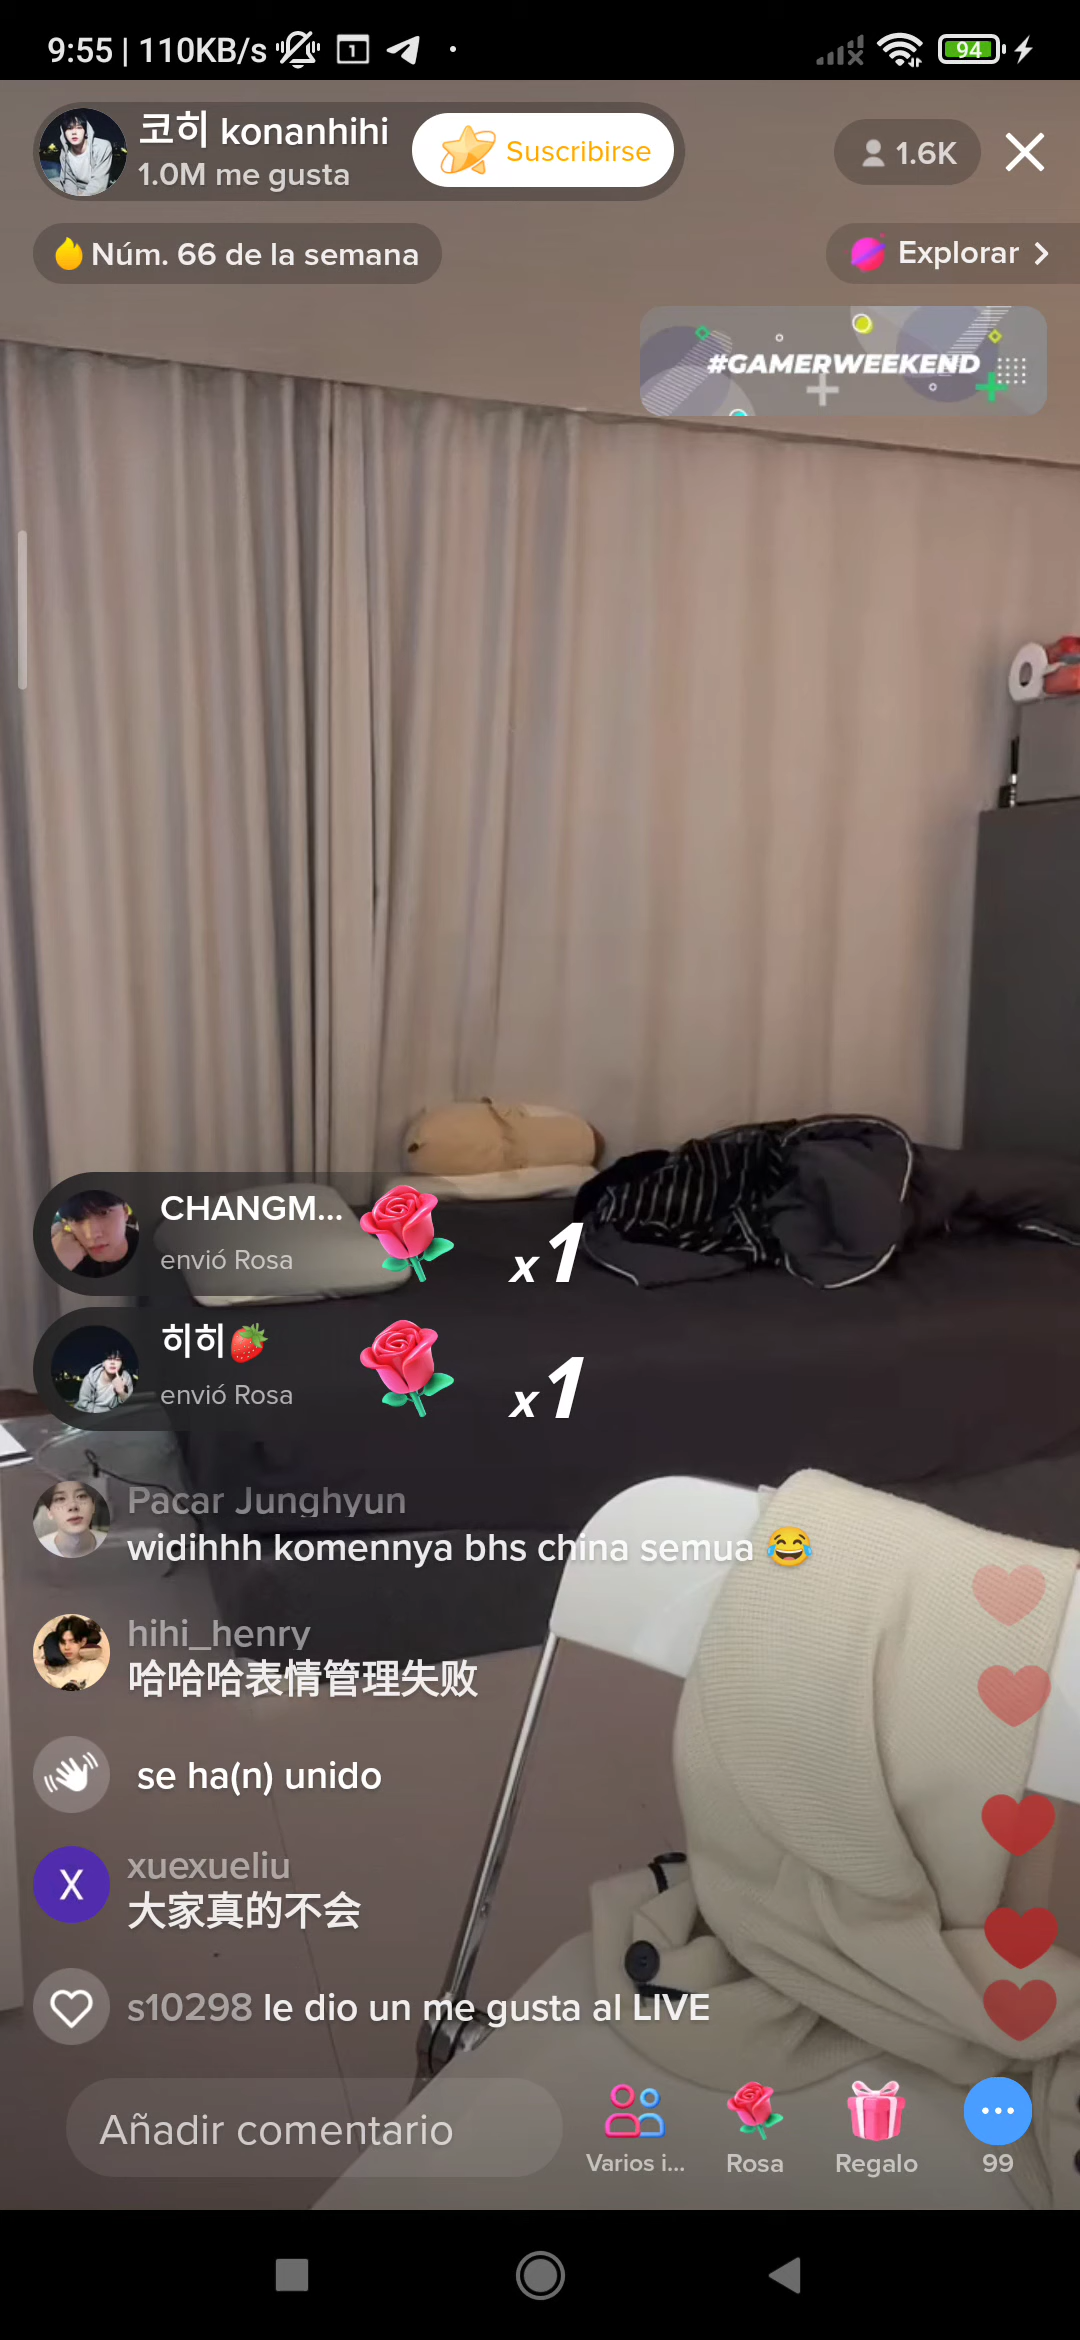 9:55 | 110KB/s
1
94
코히 konanhihi
1.0M me gusta
Suscribirse
1.6K
Núm. 66 de la semana
Explorar
#GAMERWEEKEND
CHANGM...
envió Rosa
x1
히히🍓
envió Rosa
x1
Pacar Junghyun
widihhh komennya bhs china semua 😂
hihi_henry
哈哈哈表情管理失败
se ha(n) unido
X
xuexueliu
大家真的不会
s10298 le dio un me gusta al LIVE
Añadir comentario
Varios i...
Rosa
Regalo
99